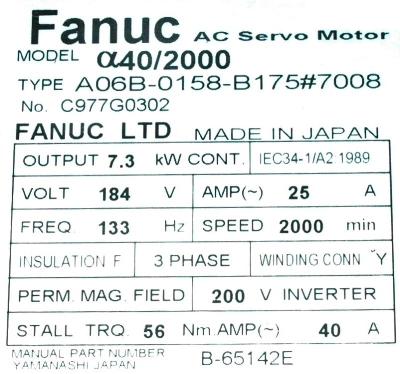 Fanuc AC Servo Motor
MODEL α40/2000
TYPE A06B-0158-B175#7008
No. C977G0302
FANUC LTD MADE IN JAPAN
OUTPUT 7.3 kW CONT. IEC34-1/A2 1989
VOLT 184 V AMP(~) 25 A
FREQ. 133 Hz SPEED 2000 min
INSULATION F 3 PHASE WINDING CONN Y
PERM. MAG. FIELD 200 V INVERTER
STALL TRQ. 56 Nm. AMP(~) 40 A
MANUAL PART NUMBER B-65142E
YAMANASHI JAPAN